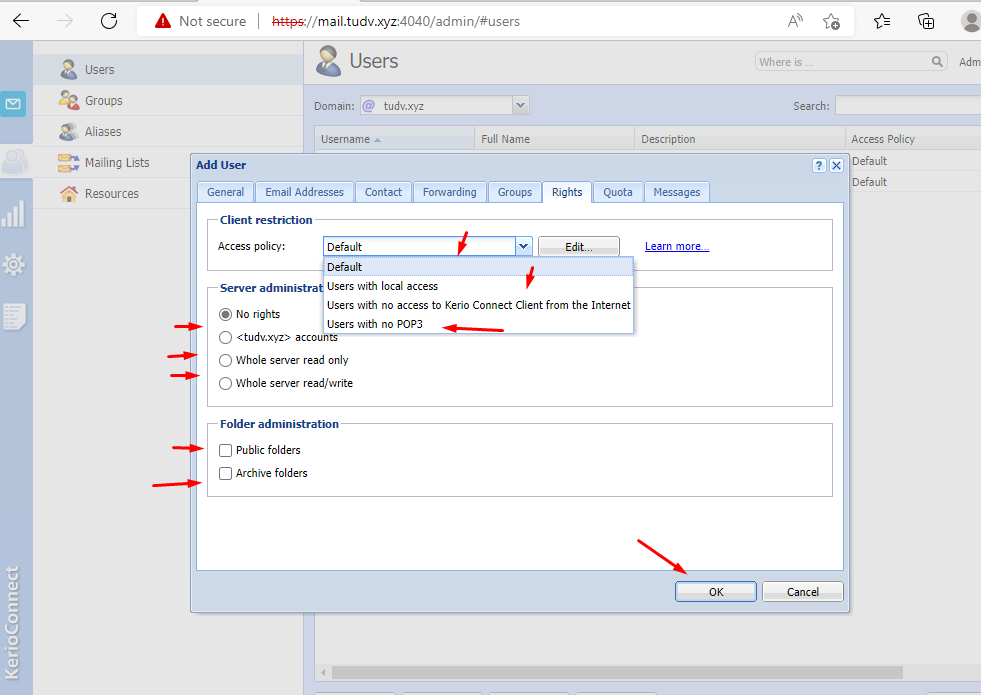 Not secure | https://mail.tudv.xyz:4040/admin/#users
Users
Groups
Aliases
Mailing Lists
Resources
KerioConnect
Users
Where is ...
Adm
Domain: @ tudv.xyz
Search:
Username
Full Name
Description
Access Policy
Default
Default
Add User
General
Email Addresses
Contact
Forwarding
Groups
Rights
Quota
Messages
Client restriction
Access policy: Default Edit... Learn more...
Default
Users with local access
Users with no access to Kerio Connect Client from the Internet
Users with no POP3
Server administrat
No rights
<tudv.xyz> accounts
Whole server read only
Whole server read/write
Folder administration
Public folders
Archive folders
OK
Cancel